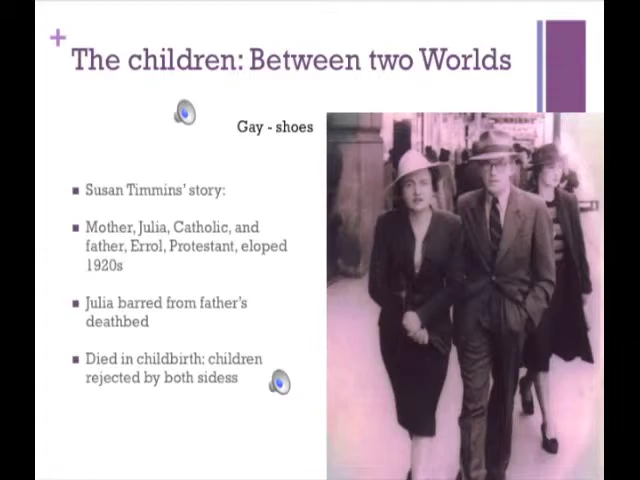 The children: Between two Worlds
Gay - shoes
Susan Timmins' story:
Mother, Julia, Catholic, and
father, Errol, Protestant, eloped
1920s
Julia barred from father's
deathbed
Died in childbirth: children
rejected by both sidess